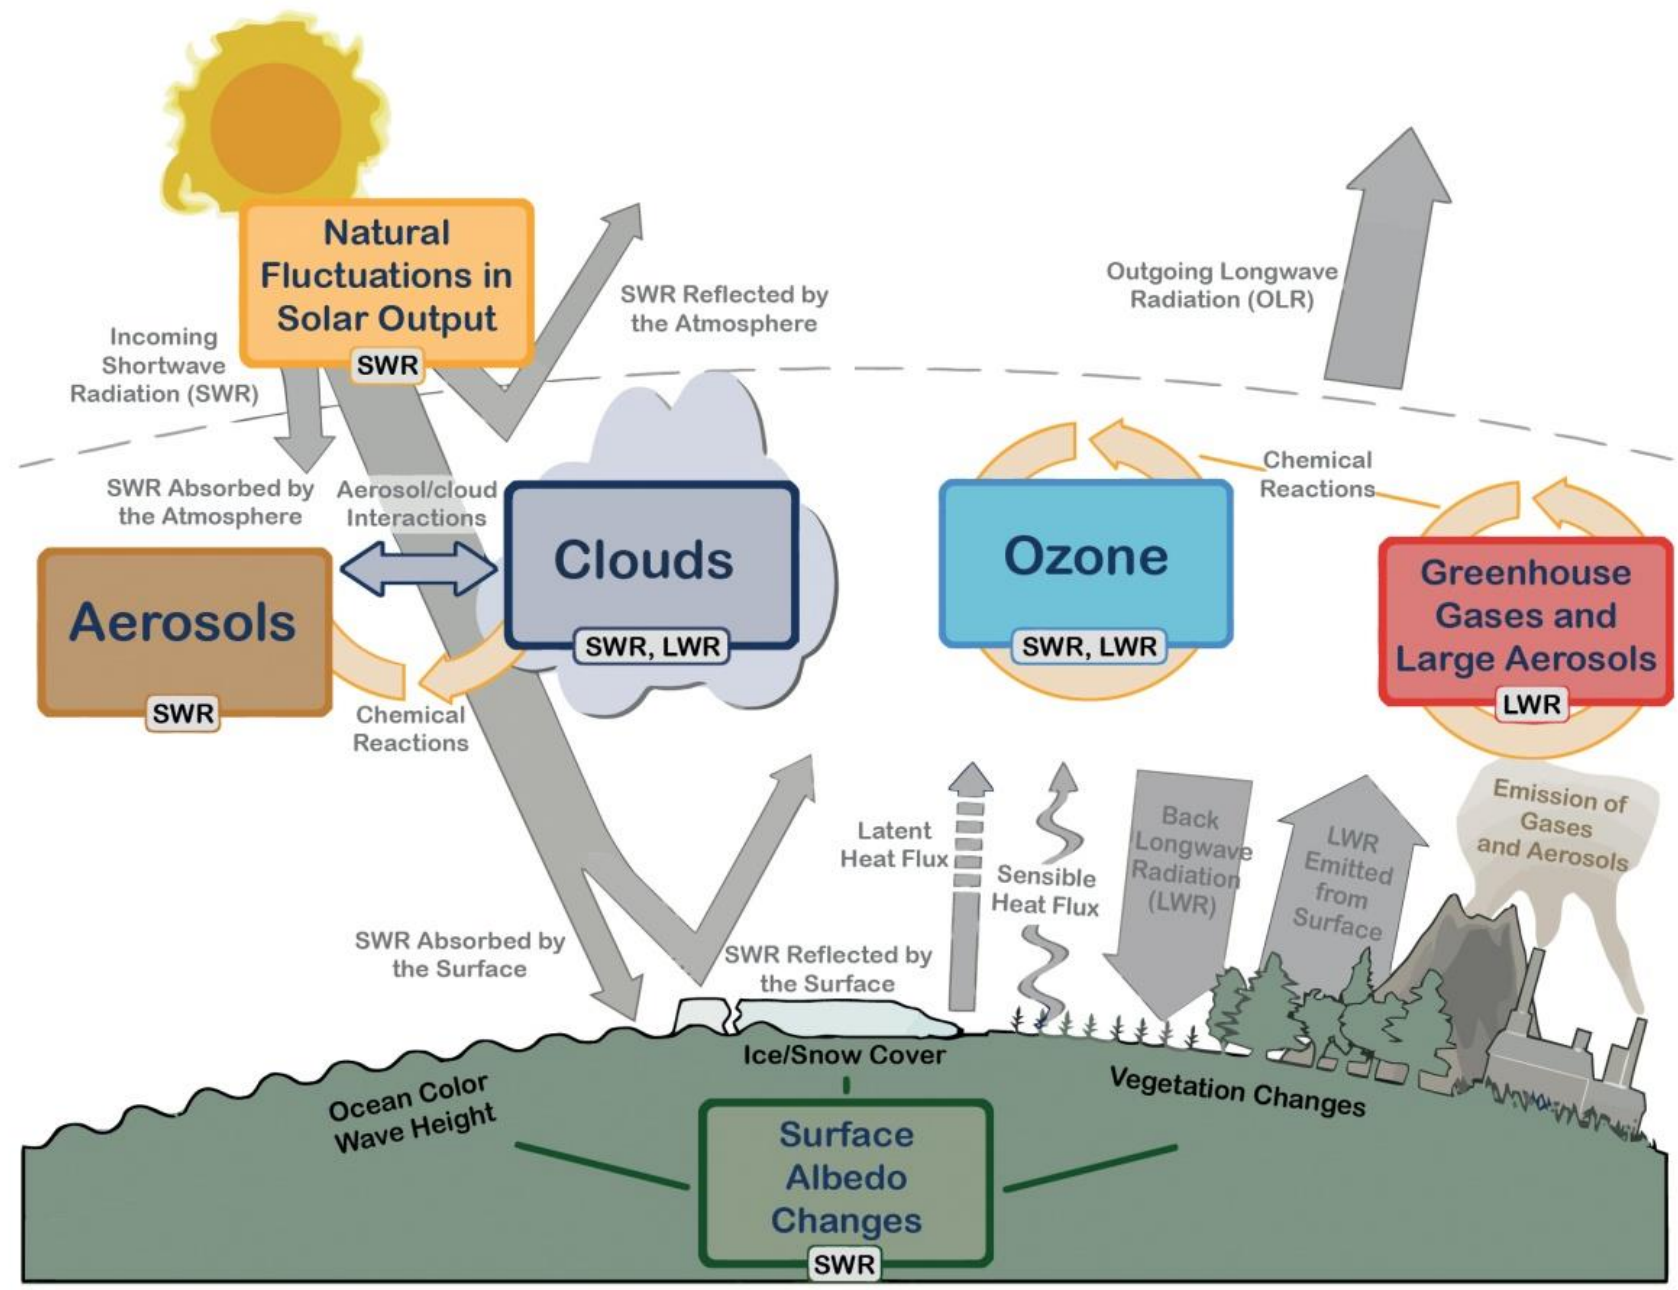 Natural
Fluctuations in
Solar Output
SWR
Incoming
Shortwave
Radiation (SWR)
SWR Reflected by
the Atmosphere
Outgoing Longwave
Radiation (OLR)
SWR Absorbed by
the Atmosphere
Aerosol/cloud
Interactions
Chemical
Reactions
Aerosols
SWR
Clouds
SWR, LWR
Ozone
SWR, LWR
Greenhouse
Gases and
Large Aerosols
LWR
Chemical
Reactions
Emission of
Gases
and Aerosols
Latent
Heat Flux
Sensible
Heat Flux
Back
Longwave
Radiation
(LWR)
LWR
Emitted
from
Surface
SWR Absorbed by
the Surface
SWR Reflected by
the Surface
Ice/Snow Cover
Ocean Color
Wave Height
Vegetation Changes
Surface
Albedo
Changes
SWR